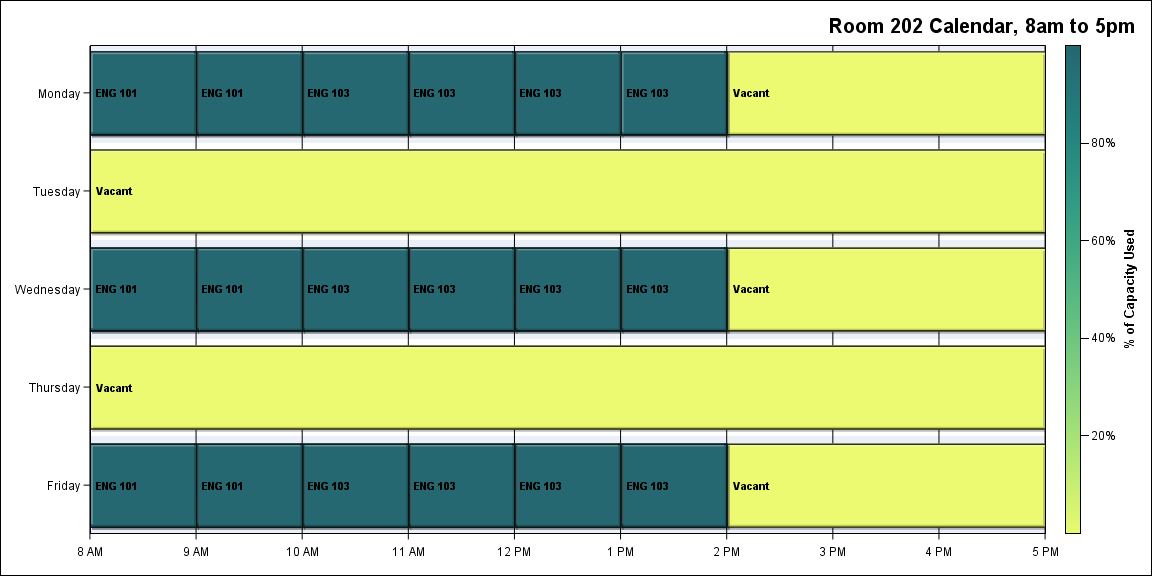 Room 202 Calendar, 8am to 5pm
Monday
ENG 101 ENG 101 ENG 103 ENG 103 ENG 103 ENG 103 Vacant
Tuesday
Vacant
Wednesday
ENG 101 ENG 101 ENG 103 ENG 103 ENG 103 ENG 103 Vacant
Thursday
Vacant
Friday
ENG 101 ENG 101 ENG 103 ENG 103 ENG 103 ENG 103 Vacant
8 AM 9 AM 10 AM 11 AM 12 PM 1 PM 2 PM 3 PM 4 PM 5 PM
80%
60%
40%
20%
% of Capacity Used